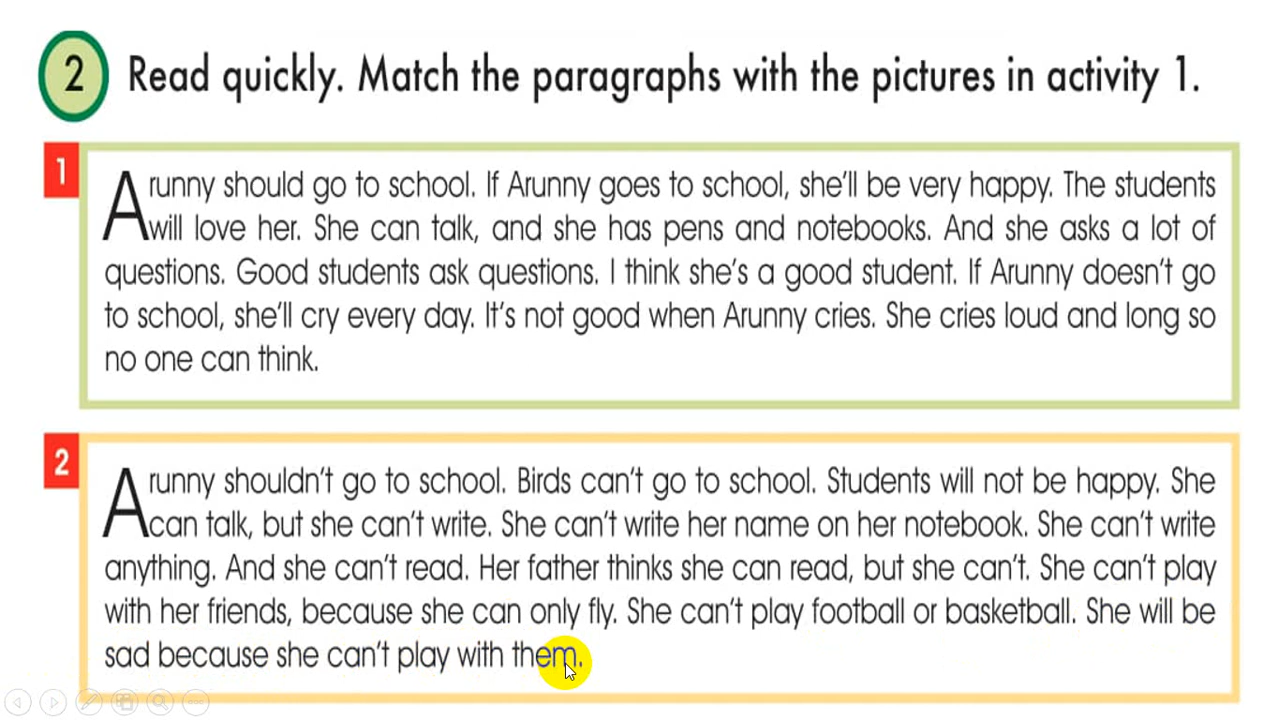 2 Read quickly. Match the paragraphs with the pictures in activity 1.
1
Arunny should go to school. If Arunny goes to school, she'll be very happy. The students
will love her. She can talk, and she has pens and notebooks. And she asks a lot of
questions. Good students ask questions. I think she's a good student. If Arunny doesn't go
to school, she'll cry every day. It's not good when Arunny cries. She cries loud and long so
no one can think.
2
Arunny shouldn't go to school. Birds can't go to school. Students will not be happy. She
can talk, but she can't write. She can't write her name on her notebook. She can't write
anything. And she can't read. Her father thinks she can read, but she can't. She can't play
with her friends, because she can only fly. She can't play football or basketball. She will be
sad because she can't play with them.